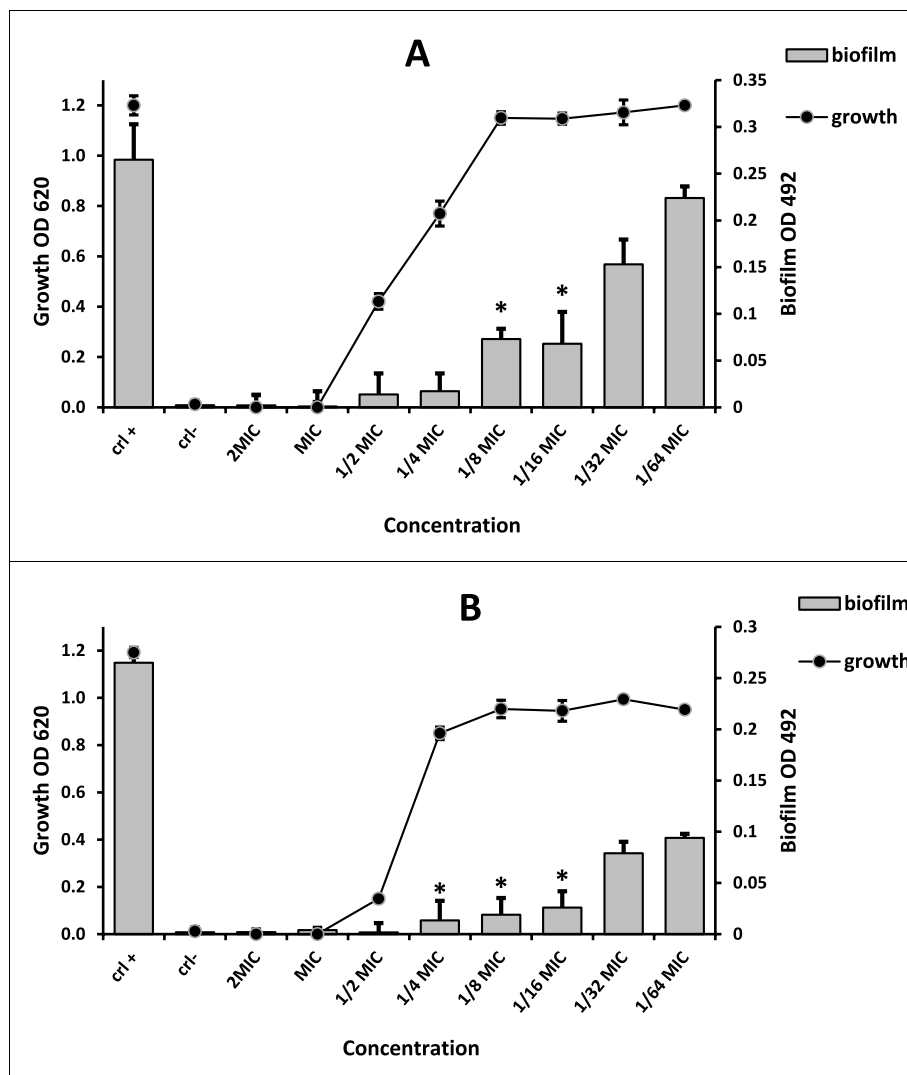 A
biofilm
growth
Growth OD 620
1.2
1.0
0.8
0.6
0.4
0.2
0.0
Biofilm OD 492
0.35
0.3
0.25
0.2
0.15
0.1
0.05
0
*
*
crl +
crl-
2MIC
MIC
1/2 MIC
1/4 MIC
1/8 MIC
1/16 MIC
1/32 MIC
1/64 MIC
Concentration
B
biofilm
growth
Growth OD 620
1.2
1.0
0.8
0.6
0.4
0.2
0.0
Biofilm OD 492
0.3
0.25
0.2
0.15
0.1
0.05
0
*
*
*
crl +
crl-
2MIC
MIC
1/2 MIC
1/4 MIC
1/8 MIC
1/16 MIC
1/32 MIC
1/64 MIC
Concentration